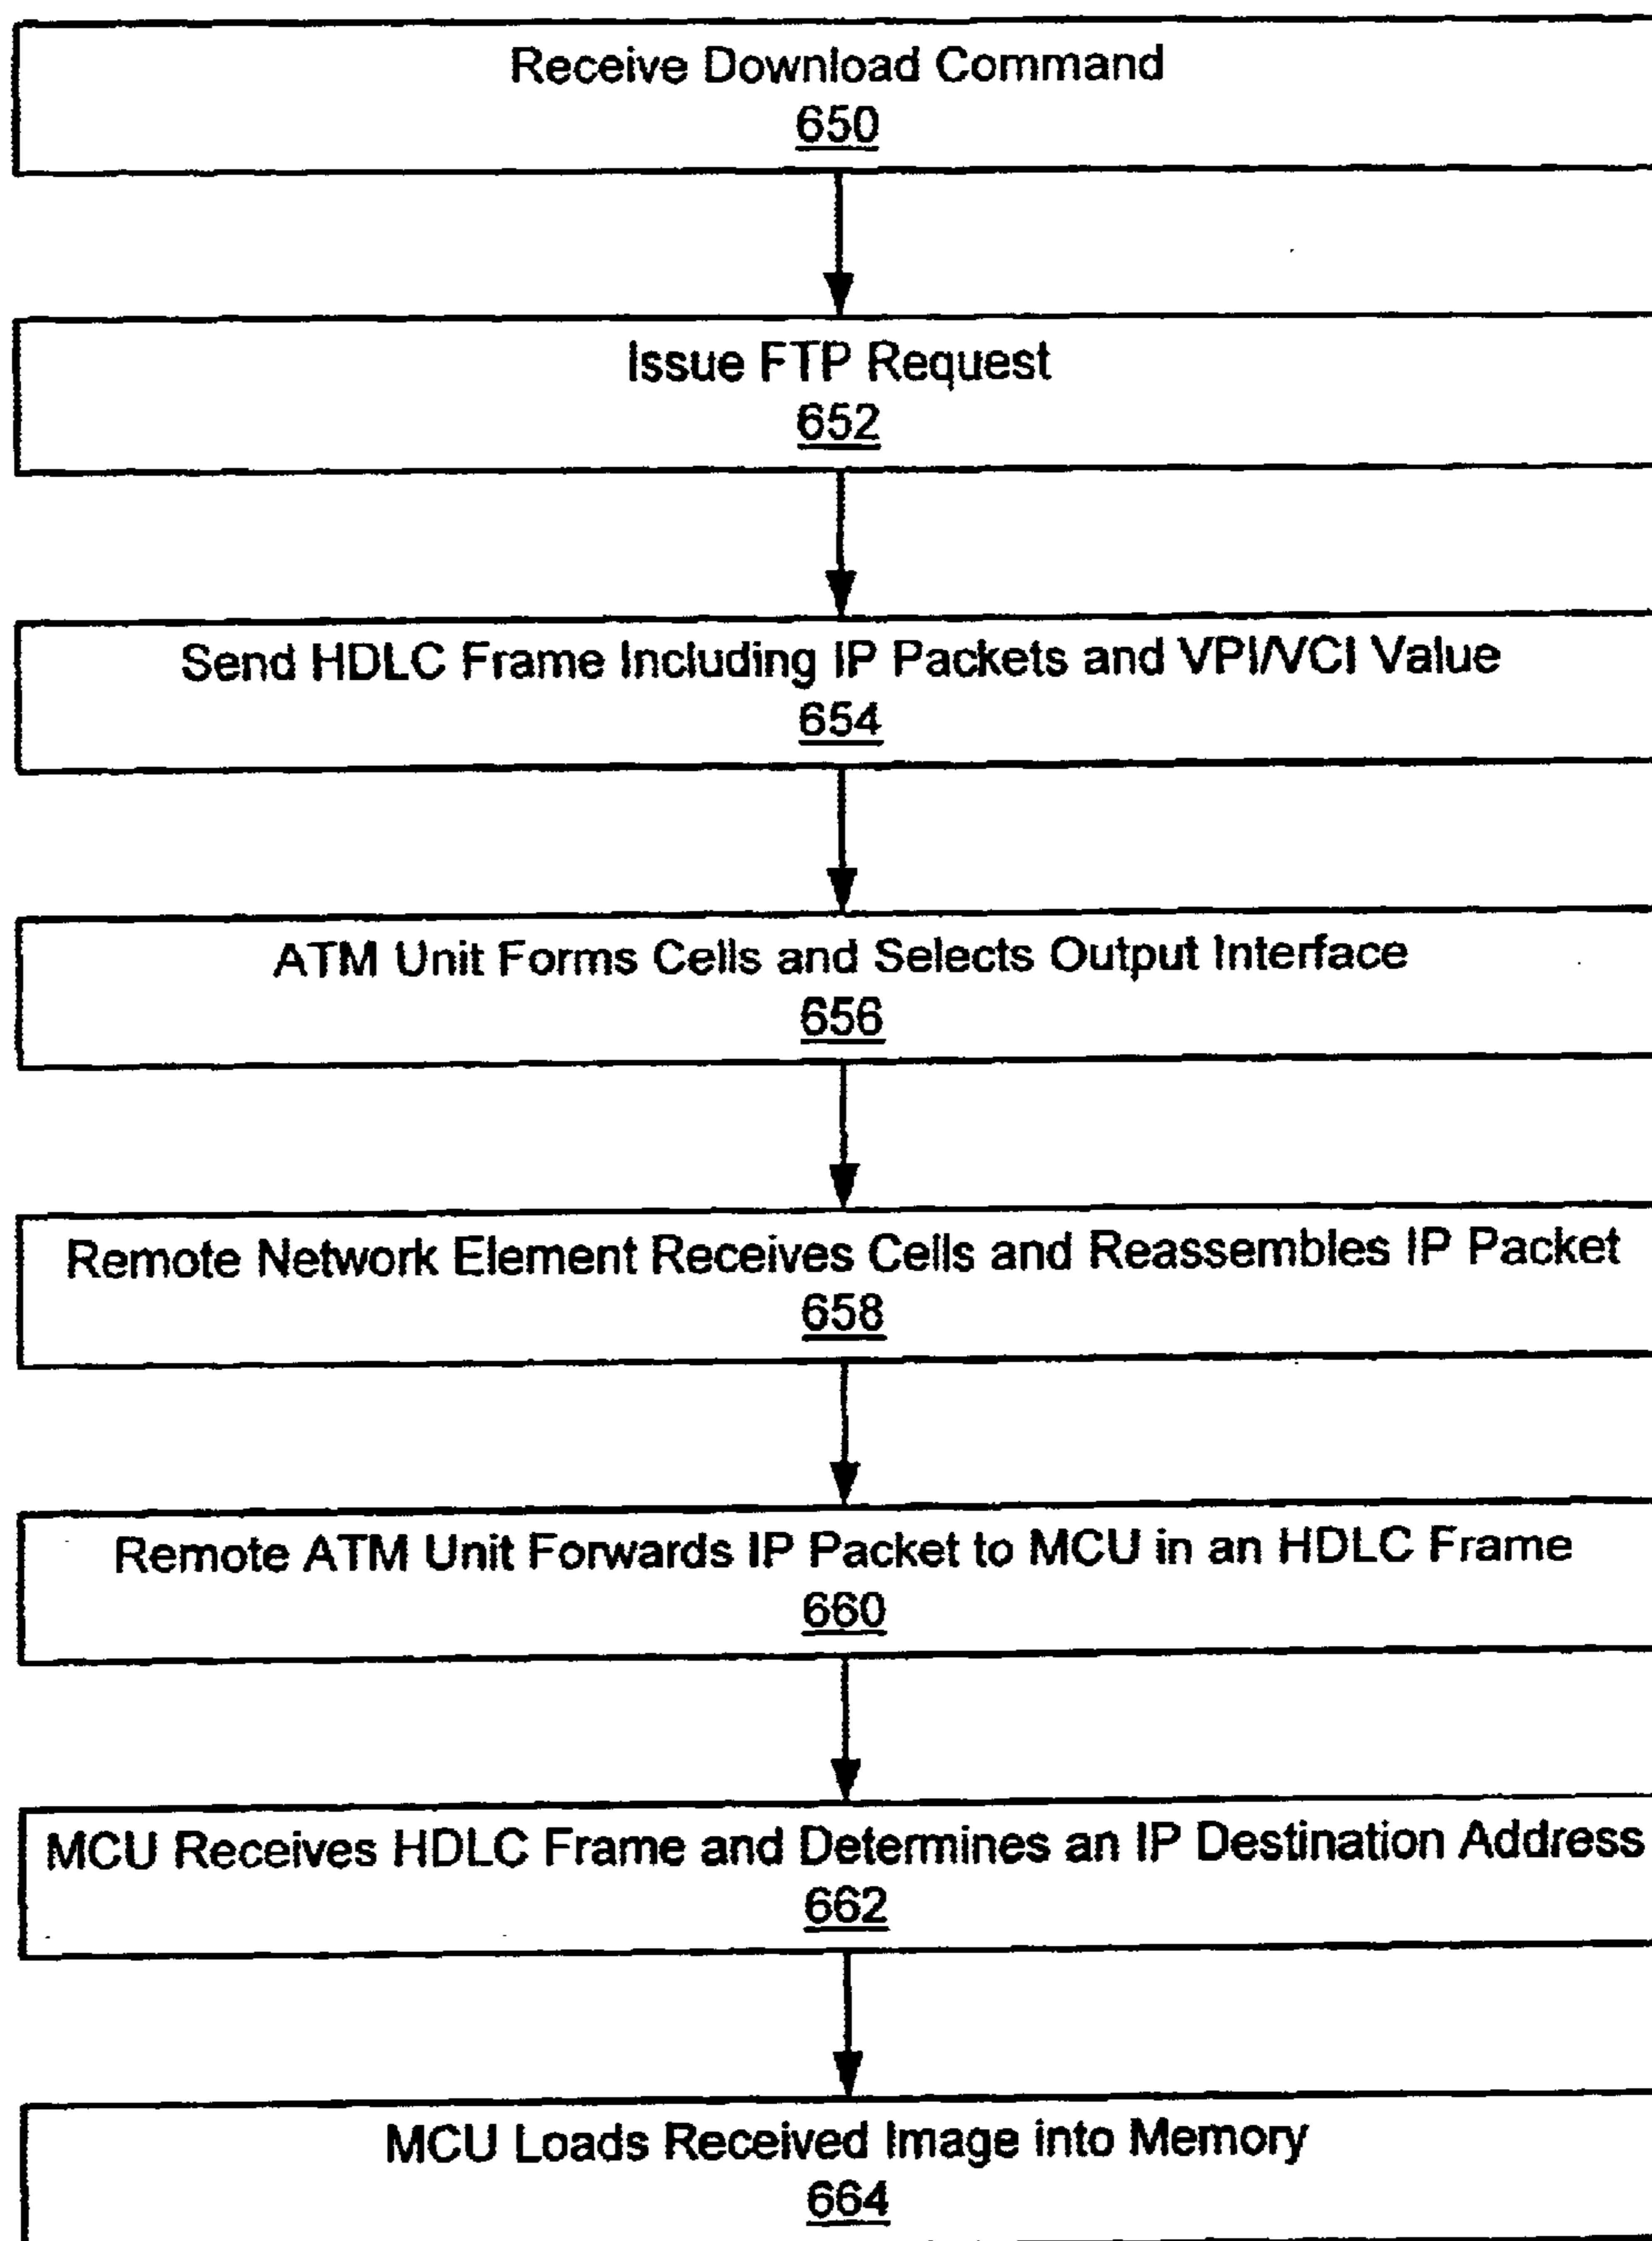 Receive Download Command
650
Issue FTP Request
652
Send HDLC Frame Including IP Packets and VPI/VCI Value
654
ATM Unit Forms Cells and Selects Output Interface
656
Remote Network Element Receives Cells and Reassembles IP Packet
658
Remote ATM Unit Forwards IP Packet to MCU in an HDLC Frame
660
MCU Receives HDLC Frame and Determines an IP Destination Address
662
MCU Loads Received Image into Memory
664